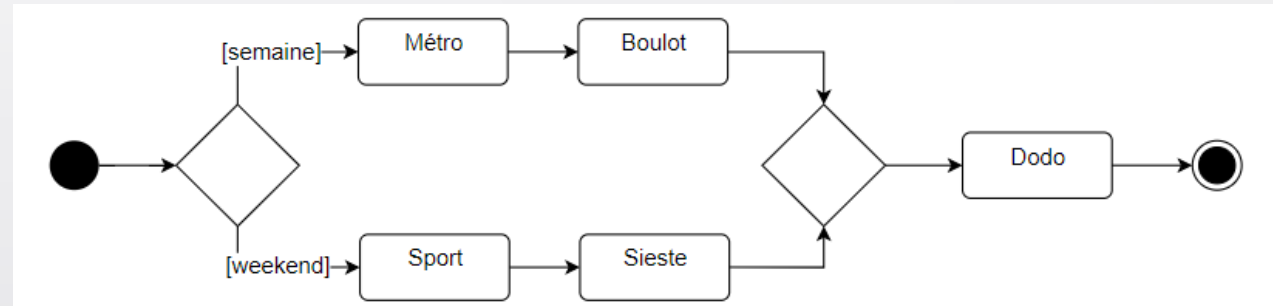 [semaine]
Métro
Boulot
Dodo
[weekend]
Sport
Sieste